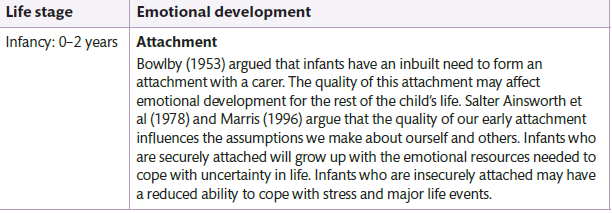 Life stage
Emotional development
Infancy: 0–2 years
Attachment
Bowlby (1953) argued that infants have an inbuilt need to form an
attachment with a carer. The quality of this attachment may affect
emotional development for the rest of the child's life. Salter Ainsworth et
al (1978) and Marris (1996) argue that the quality of our early attachment
influences the assumptions we make about ourself and others. Infants who
are securely attached will grow up with the emotional resources needed to
cope with uncertainty in life. Infants who are insecurely attached may have
a reduced ability to cope with stress and major life events.